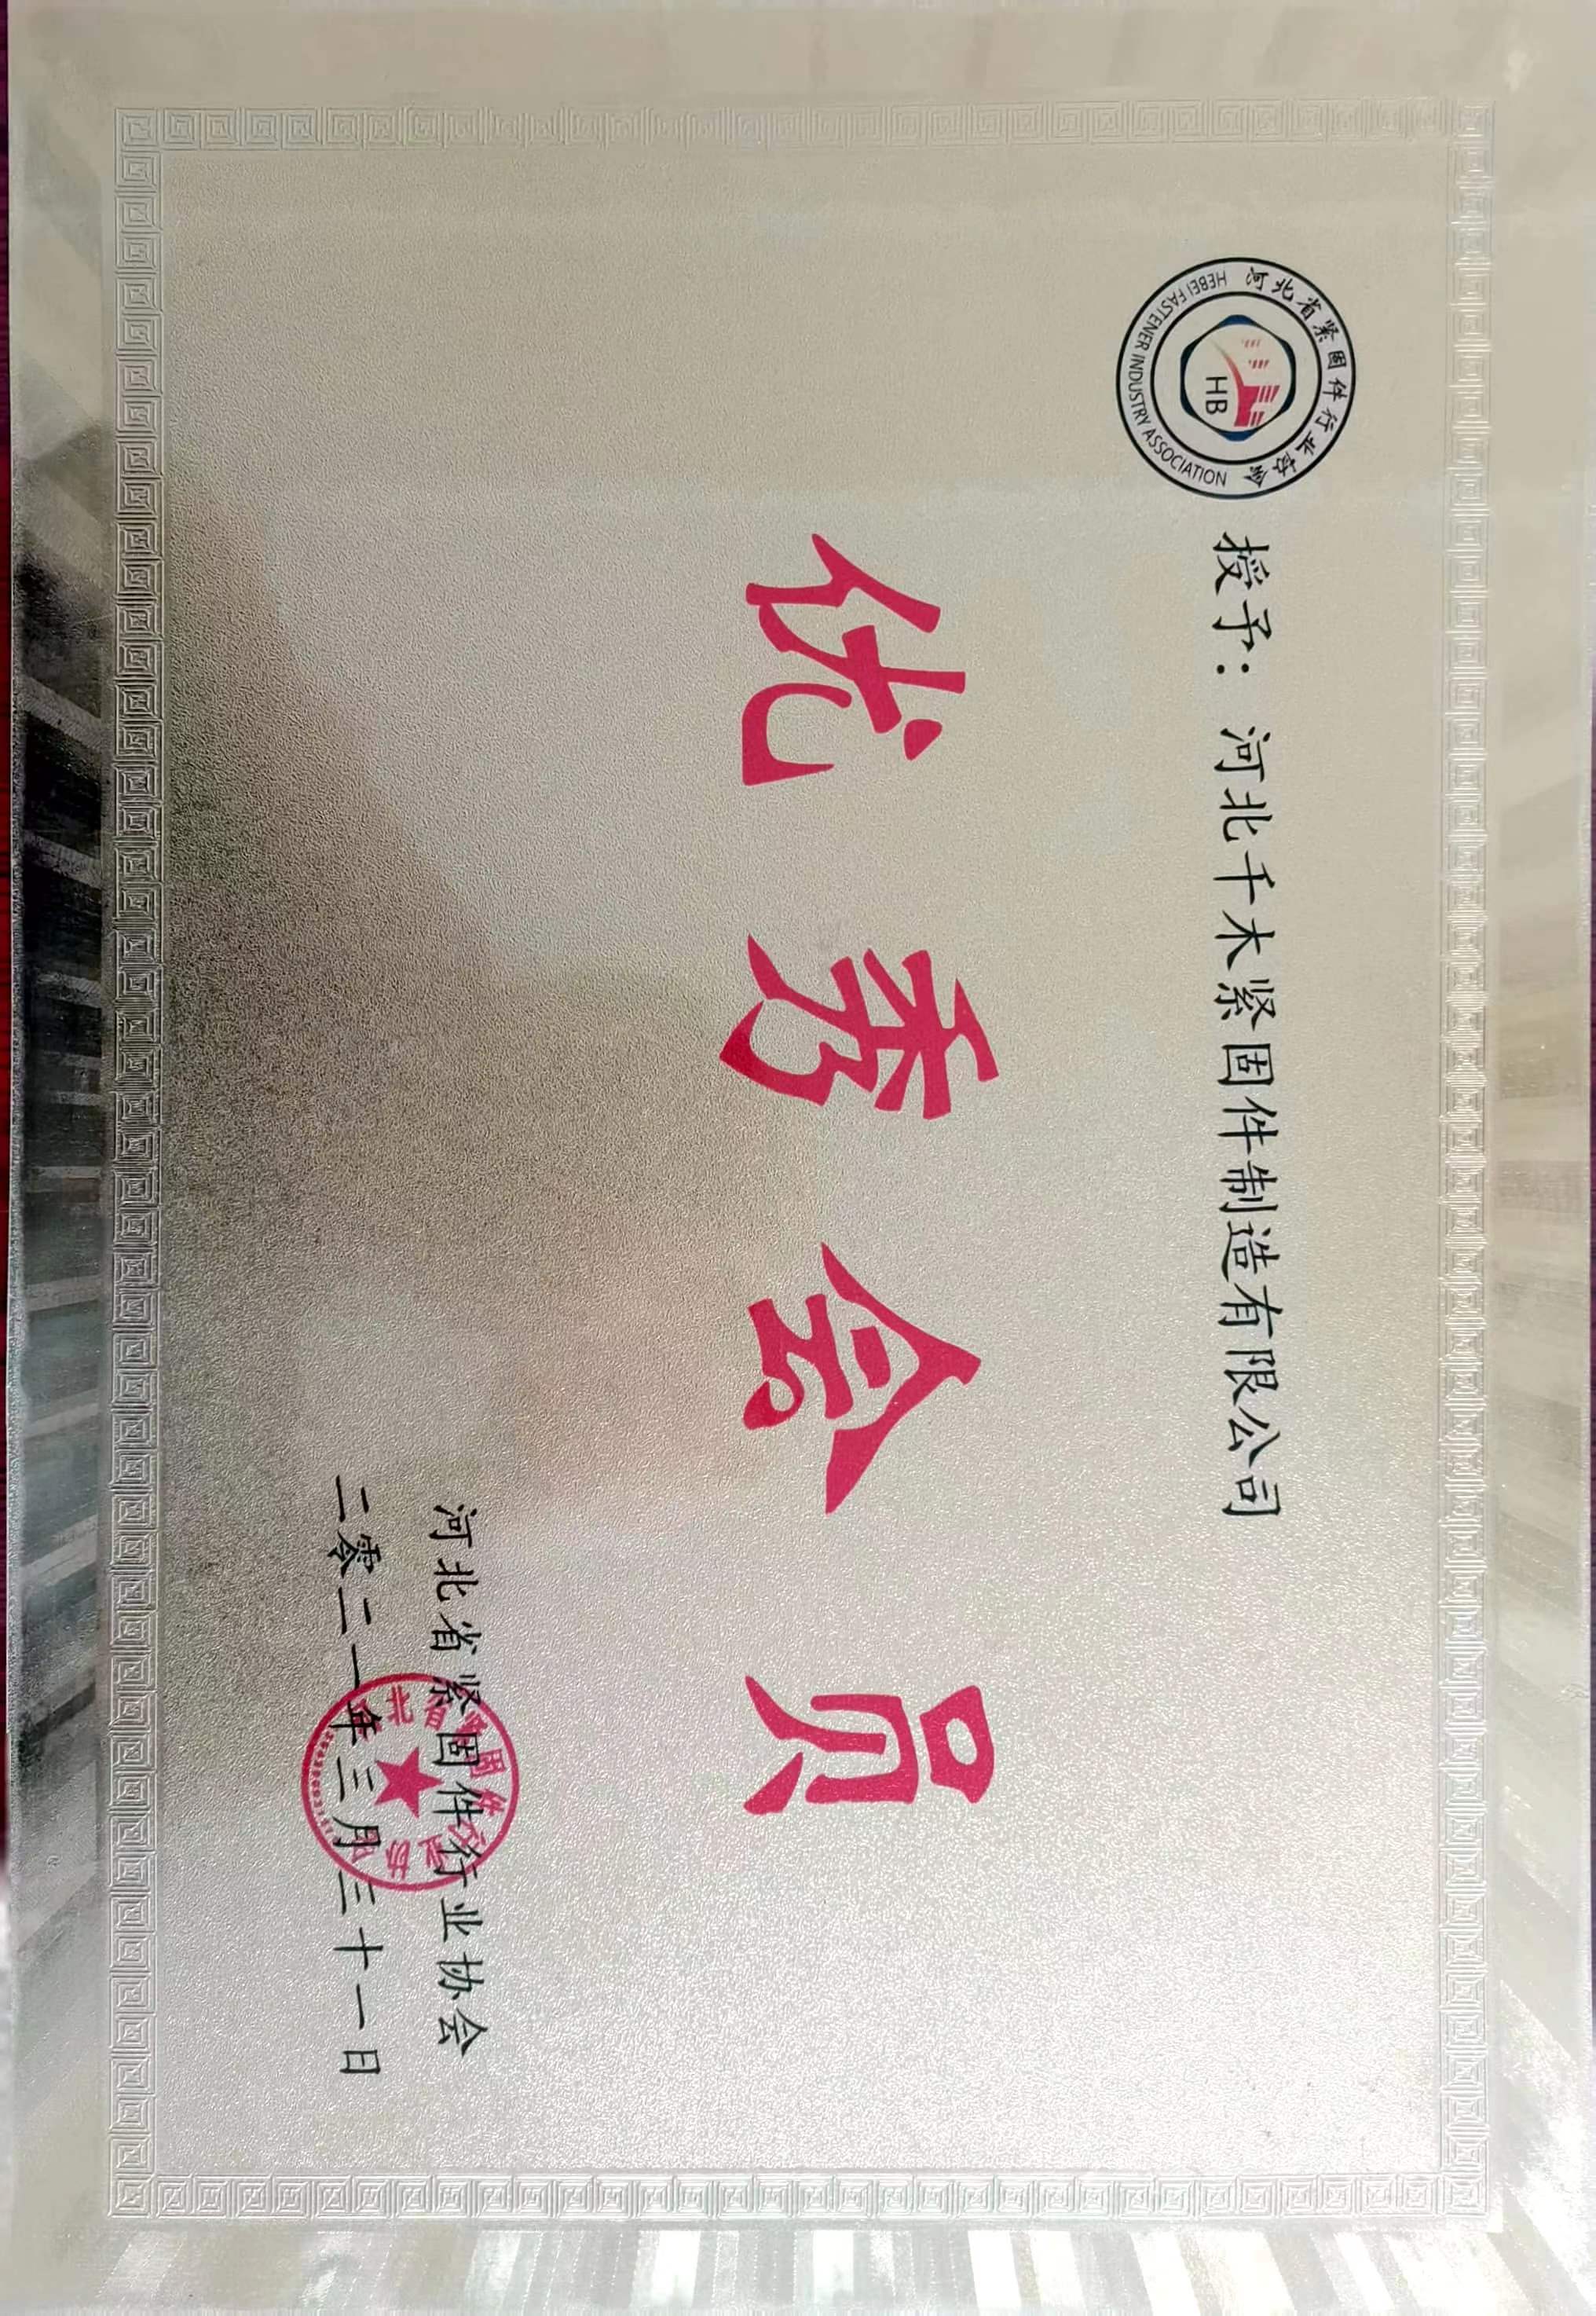 河北省紧固件行业协会
HEBEI FASTENER INDUSTRY ASSOCIATION
HB
授予：河北千木紧固件制造有限公司
优秀会员
河北省紧固件行业协会
二零二一年三月三十一日